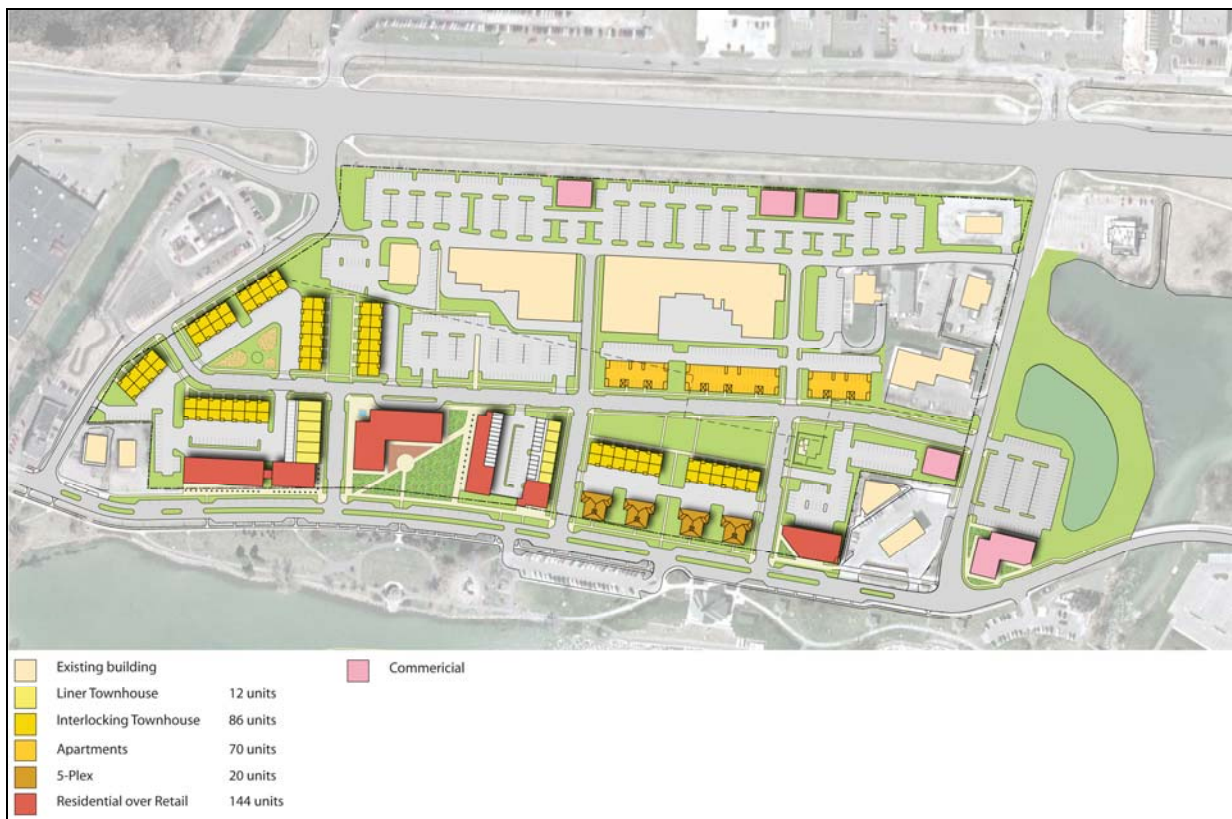 Existing building
Liner Townhouse 12 units
Interlocking Townhouse 86 units
Apartments 70 units
5-Plex 20 units
Residential over Retail 144 units
Commericial